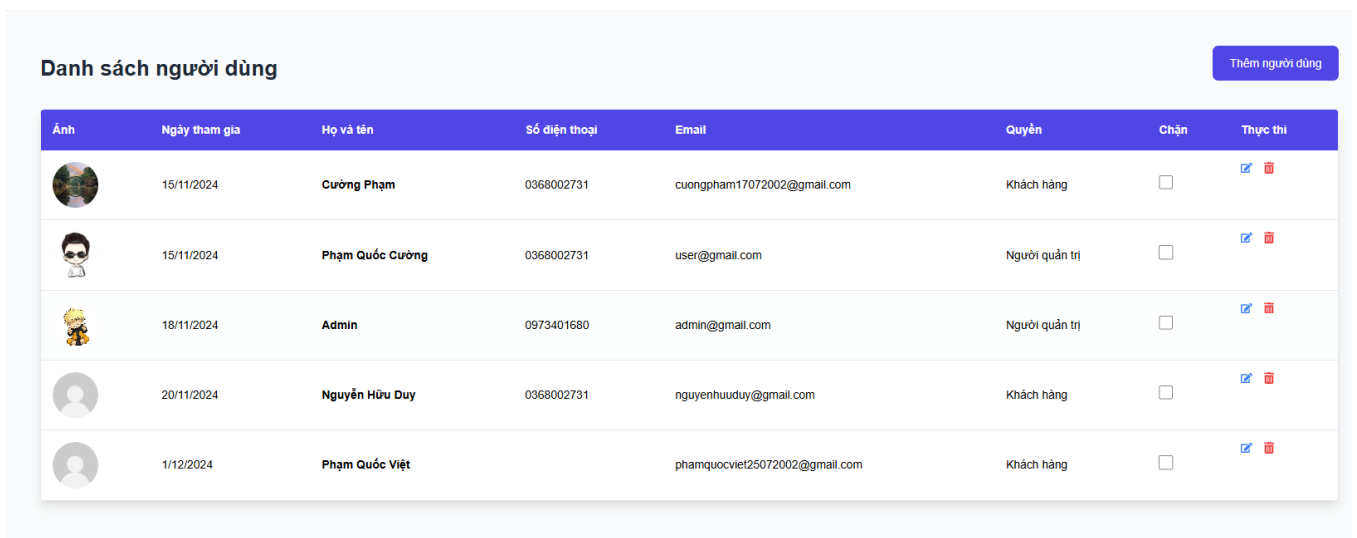 Danh sách người dùng
Thêm người dùng
Ảnh Ngày tham gia Họ và tên Số điện thoại Email Quyền Chặn Thực thi
15/11/2024 Cường Phạm 0368002731 cuongpham17072002@gmail.com Khách hàng
15/11/2024 Phạm Quốc Cường 0368002731 user@gmail.com Người quản trị
18/11/2024 Admin 0973401680 admin@gmail.com Người quản trị
20/11/2024 Nguyễn Hữu Duy 0368002731 nguyenhuuduy@gmail.com Khách hàng
1/12/2024 Phạm Quốc Việt phamquocviet25072002@gmail.com Khách hàng